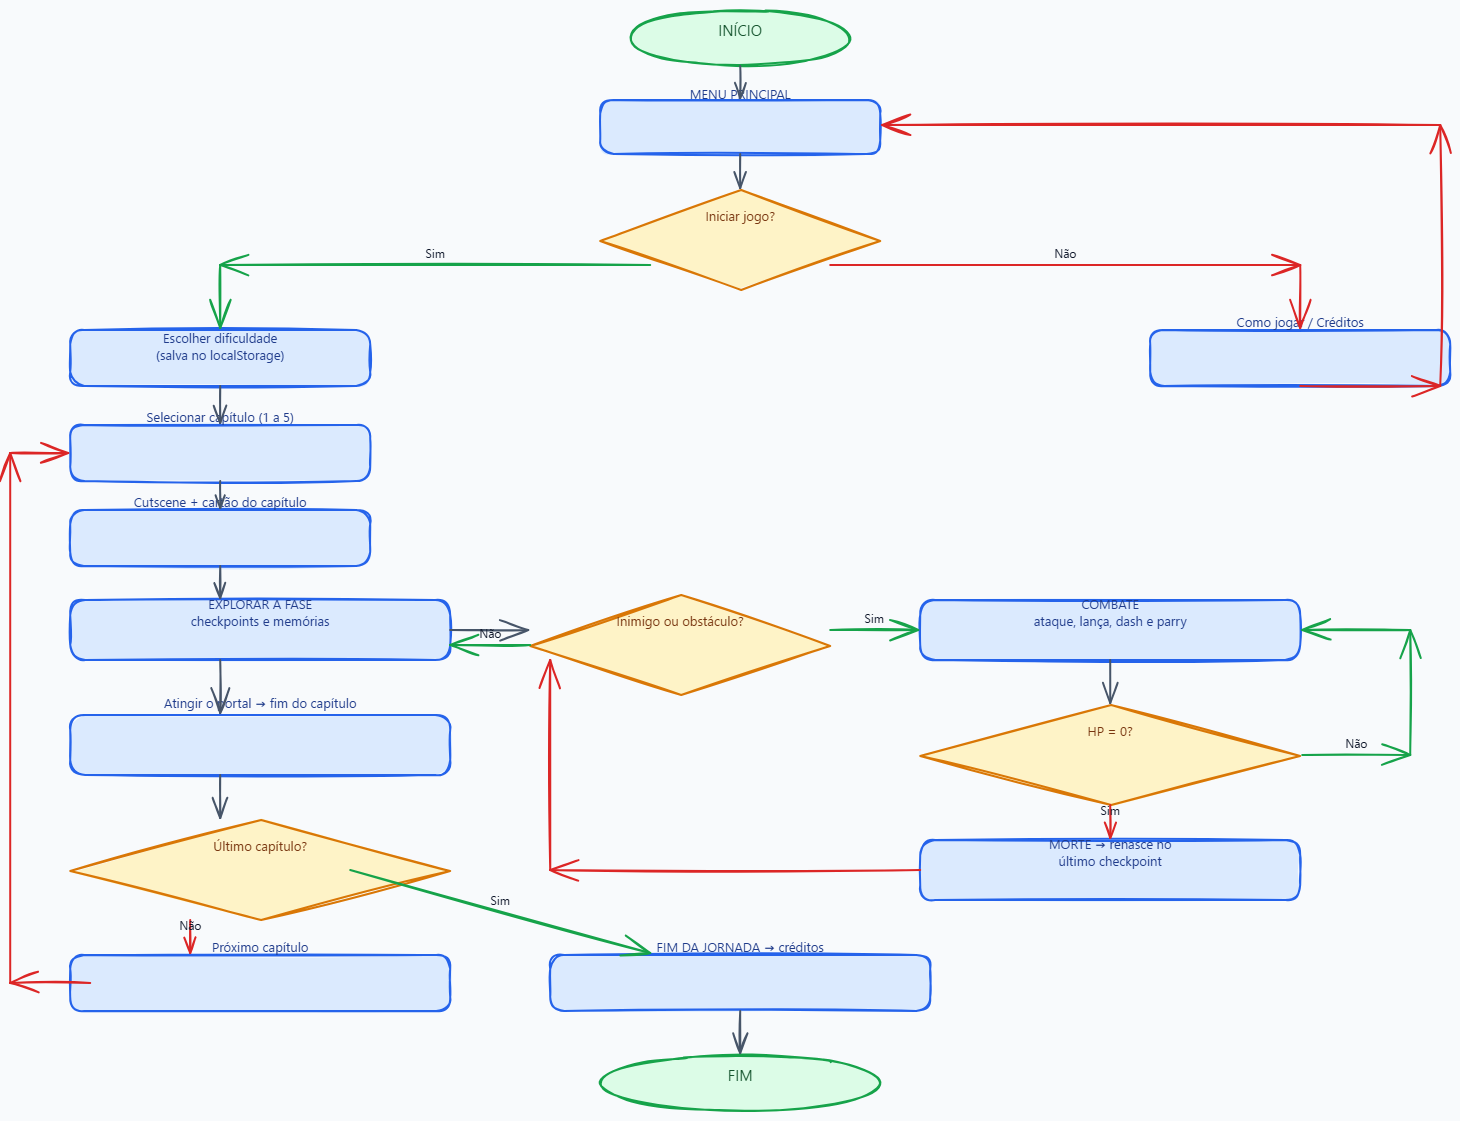 INÍCIO
MENU PRINCIPAL
Iniciar jogo?
Sim
Não
Escolher dificuldade
(salva no localStorage)
Como jogar / Créditos
Selecionar capítulo (1 a 5)
Cutscene + cartão do capítulo
EXPLORAR A FASE
checkpoints e memórias
Não
Inimigo ou obstáculo?
Sim
COMBATE
ataque, lança, dash e parry
Atingir o portal → fim do capítulo
HP = 0?
Não
Sim
MORTE → renasce no
último checkpoint
Último capítulo?
Sim
Não
Próximo capítulo
FIM DA JORNADA → créditos
FIM